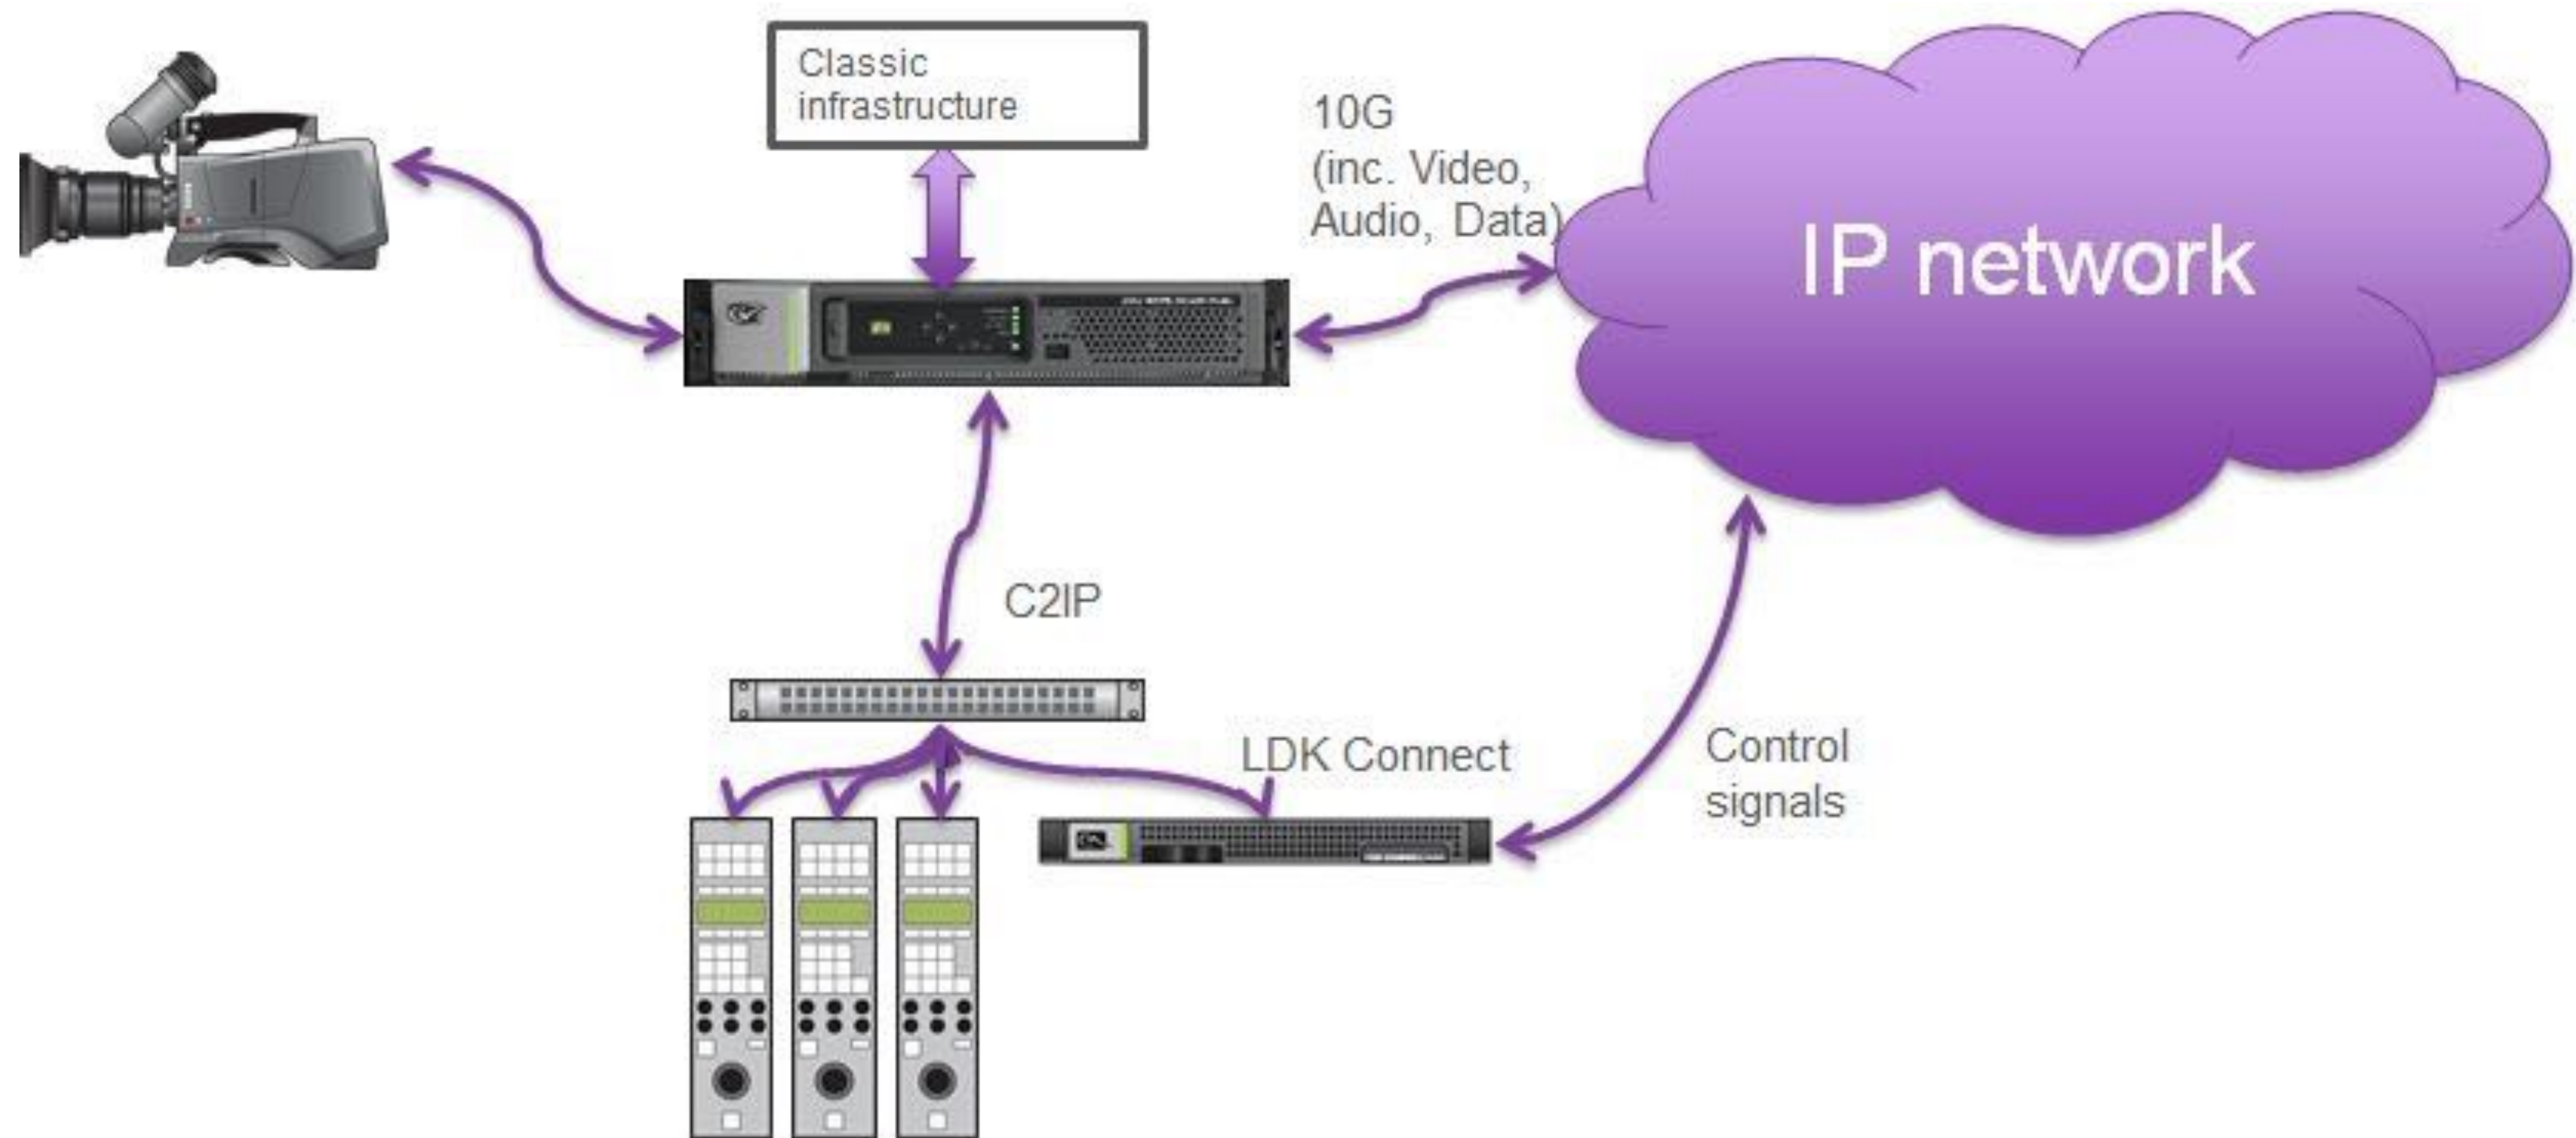 Classic
infrastructure
10G
(inc. Video,
Audio, Data)
IP network
C2IP
LDK Connect
Control
signals